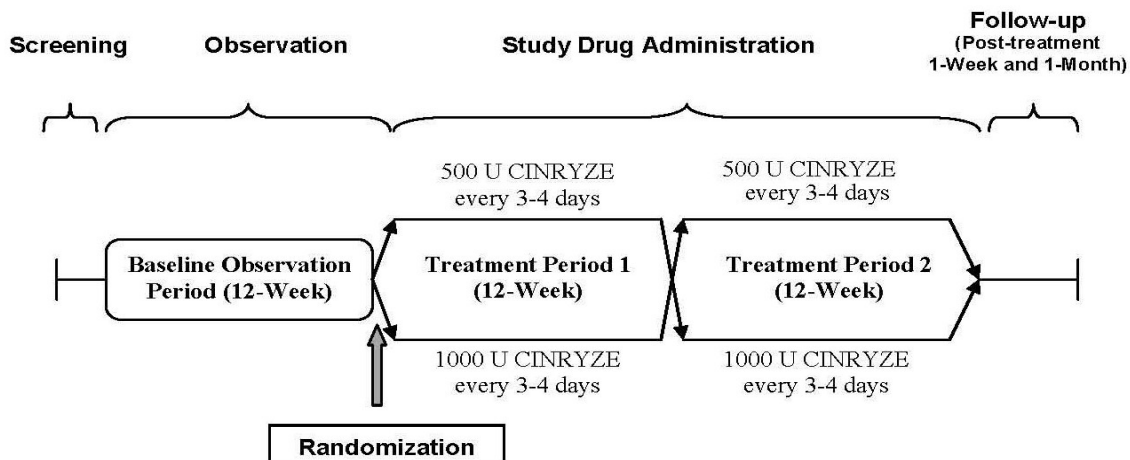 Screening
Observation
Study Drug Administration
Follow-up
(Post-treatment
1-Week and 1-Month)
500 U CINRYZE
every 3-4 days
500 U CINRYZE
every 3-4 days
Baseline Observation
Period (12-Week)
Treatment Period 1
(12-Week)
Treatment Period 2
(12-Week)
1000 U CINRYZE
every 3-4 days
1000 U CINRYZE
every 3-4 days
Randomization